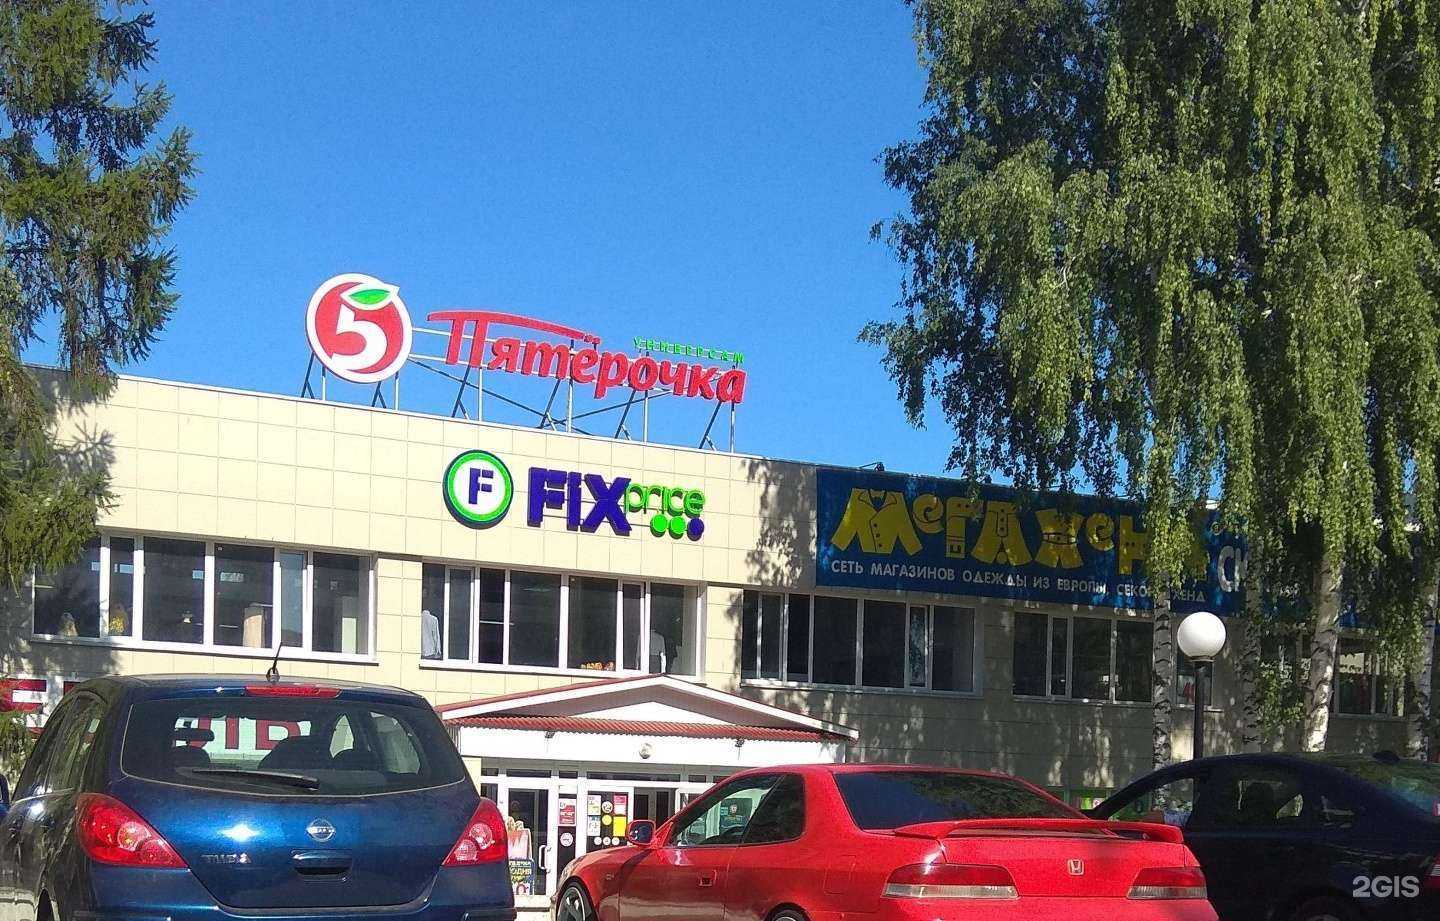 5 Пятёрочка
универсам
F FIX price
МЕГАХЕНД
СЕТЬ МАГАЗИНОВ ОДЕЖДЫ ИЗ ЕВРОПЫ, СЕКОНД ХЕНД
TIIDA
2GIS